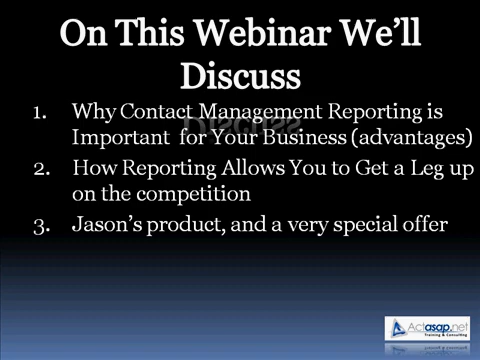 On This Webinar We'll
Discuss
1. Why Contact Management Reporting is
Important for Your Business (advantages)
2. How Reporting Allows You to Get a Leg up
on the competition
3. Jason's product, and a very special offer
Actasap.net
Training & Consulting